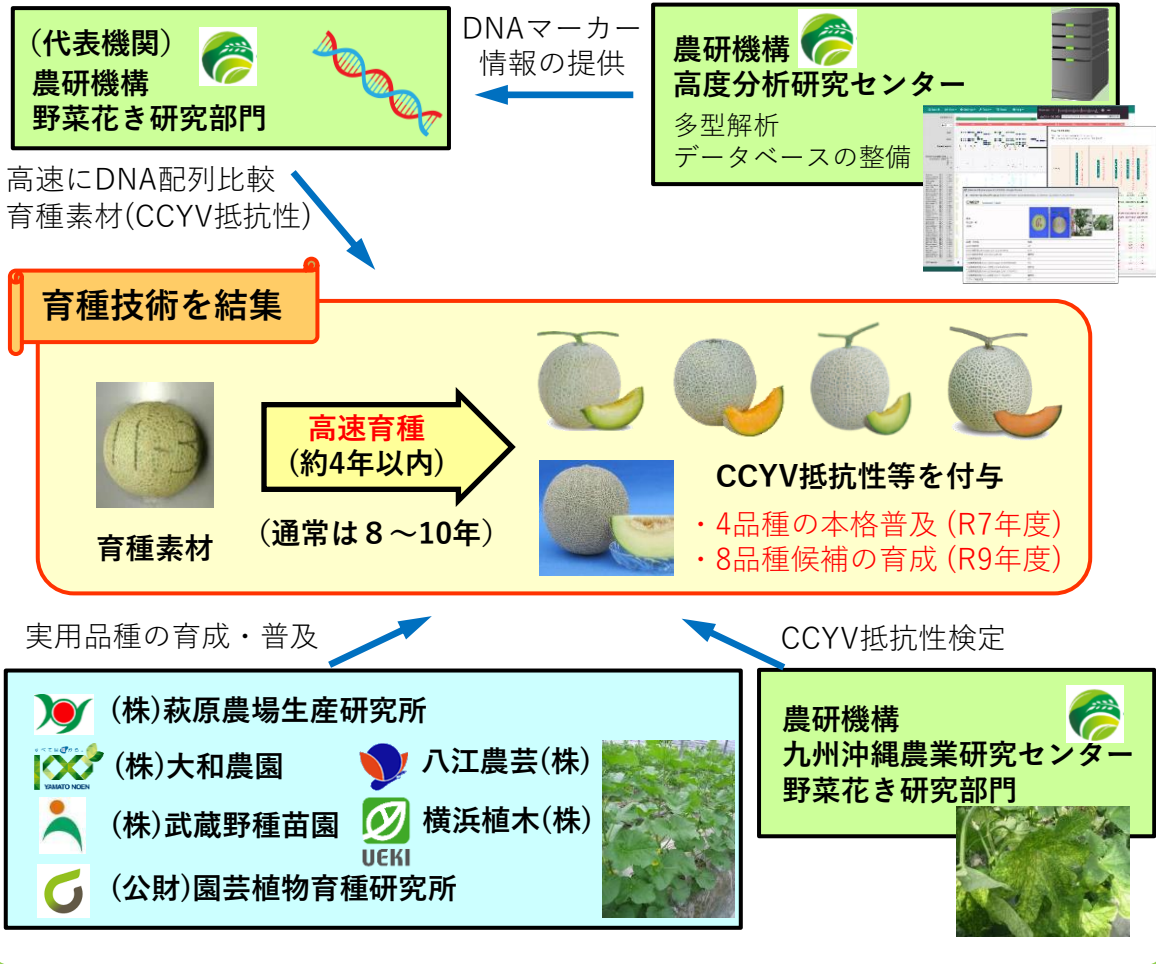 (代表機関)
農研機構
野菜花き研究部門
DNAマーカー
情報の提供
農研機構
高度分析研究センター
多型解析
データベースの整備
高速にDNA配列比較
育種素材(CCYV抵抗性)
育種技術を結集
育種素材
高速育種
(約4年以内)
(通常は８～10年)
CCYV抵抗性等を付与
・4品種の本格普及 (R7年度)
・8品種候補の育成 (R9年度)
実用品種の育成・普及
CCYV抵抗性検定
(株)萩原農場生産研究所
YAMATO NOEN
(株)大和農園
八江農芸(株)
(株)武蔵野種苗園
UEKI
横浜植木(株)
(公財)園芸植物育種研究所
農研機構
九州沖縄農業研究センター
野菜花き研究部門